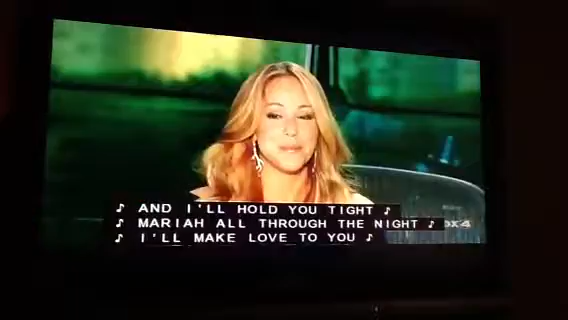 ♪ AND I'LL HOLD YOU TIGHT ♪
♪ MARIAH ALL THROUGH THE NIGHT ♪
♪ I'LL MAKE LOVE TO YOU ♪